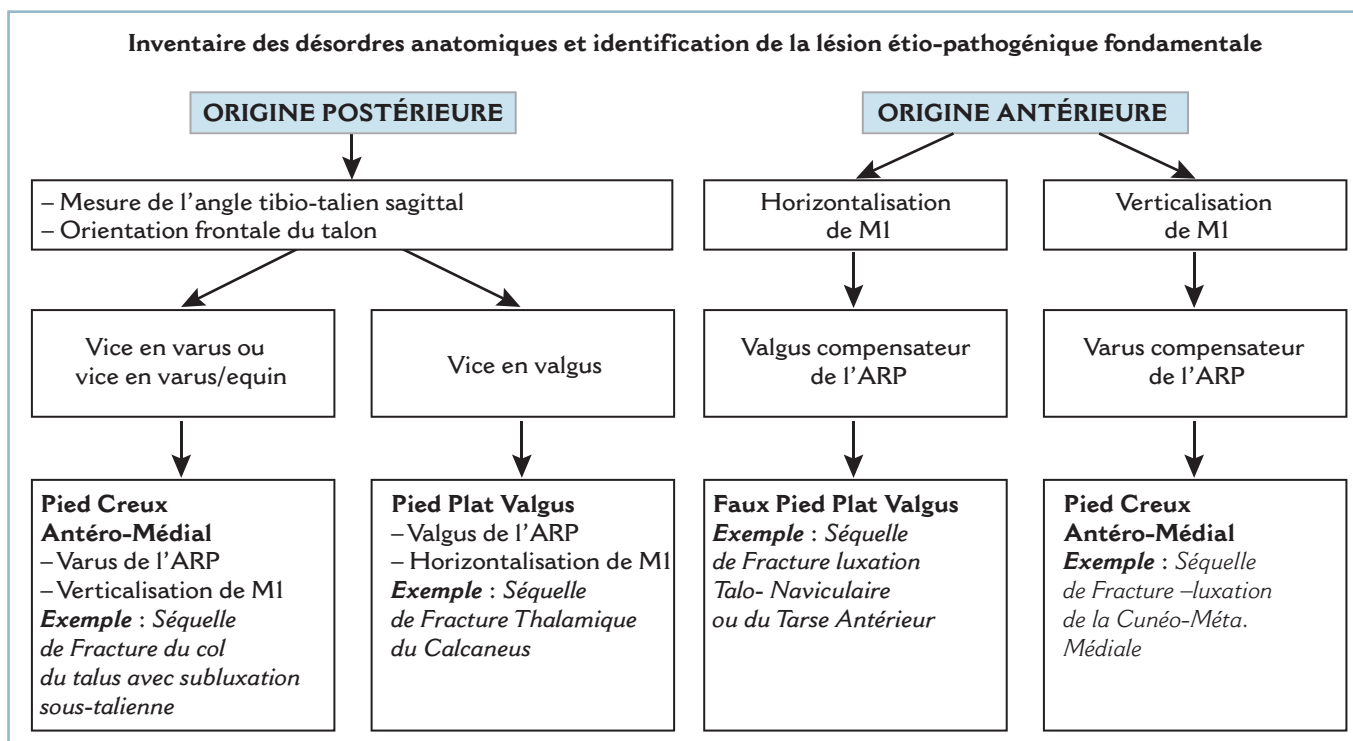 Inventaire des désordres anatomiques et identification de la lésion étio-pathogénique fondamentale
ORIGINE POSTÉRIEURE
– Mesure de l'angle tibio-talien sagittal
– Orientation frontale du talon
Vice en varus ou
vice en varus/equin
Vice en valgus
Pied Creux
Antéro-Médial
– Varus de l'ARP
– Verticalisation de M1
Exemple : Séquelle
de Fracture du col
du talus avec subluxation
sous-talienne
Pied Plat Valgus
– Valgus de l'ARP
– Horizontalisation de M1
Exemple : Séquelle
de Fracture Thalamique
du Calcaneus
ORIGINE ANTÉRIEURE
Horizontalisation
de M1
Verticalisation
de M1
Valgus compensateur
de l'ARP
Varus compensateur
de l'ARP
Faux Pied Plat Valgus
Exemple : Séquelle
de Fracture luxation
Talo- Naviculaire
ou du Tarse Antérieur
Pied Creux
Antéro-Médial
Exemple : Séquelle
de Fracture –luxation
de la Cunéo-Méta.
Médiale